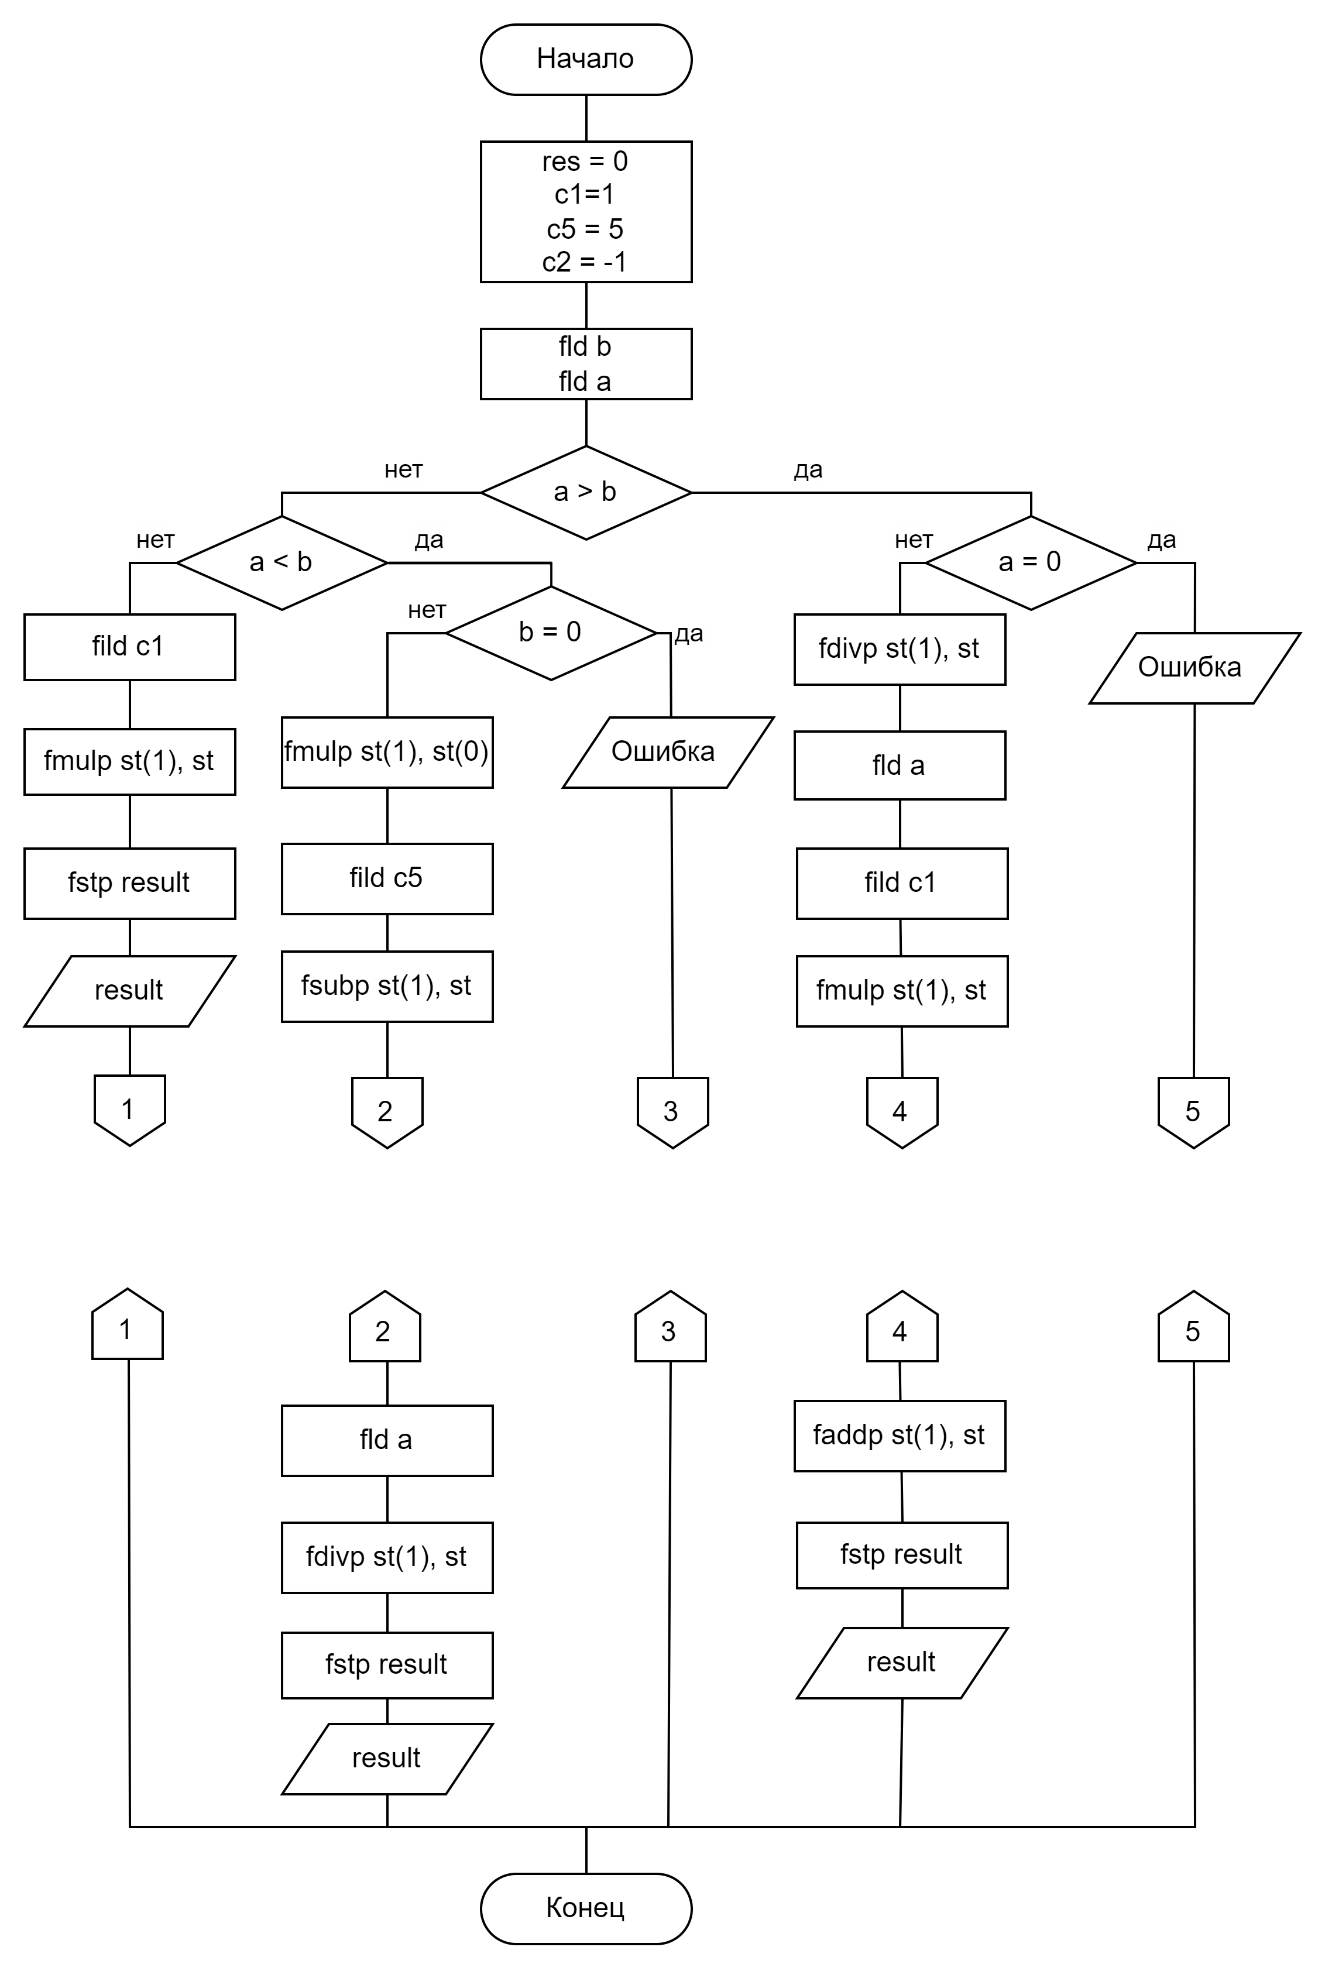 Начало
res = 0
c1=1
c5 = 5
c2 = -1
fld b
fld a
a > b
нет
да
a < b
нет
да
a = 0
нет
да
b = 0
нет
да
fild c1
fdivp st(1), st
Ошибка
fmulp st(1), st
fmulp st(1), st(0)
Ошибка
fld a
fstp result
fild c5
fild c1
result
fsubp st(1), st
fmulp st(1), st
1
2
3
4
5
1
2
3
4
5
fld a
faddp st(1), st
fdivp st(1), st
fstp result
fstp result
result
result
Конец